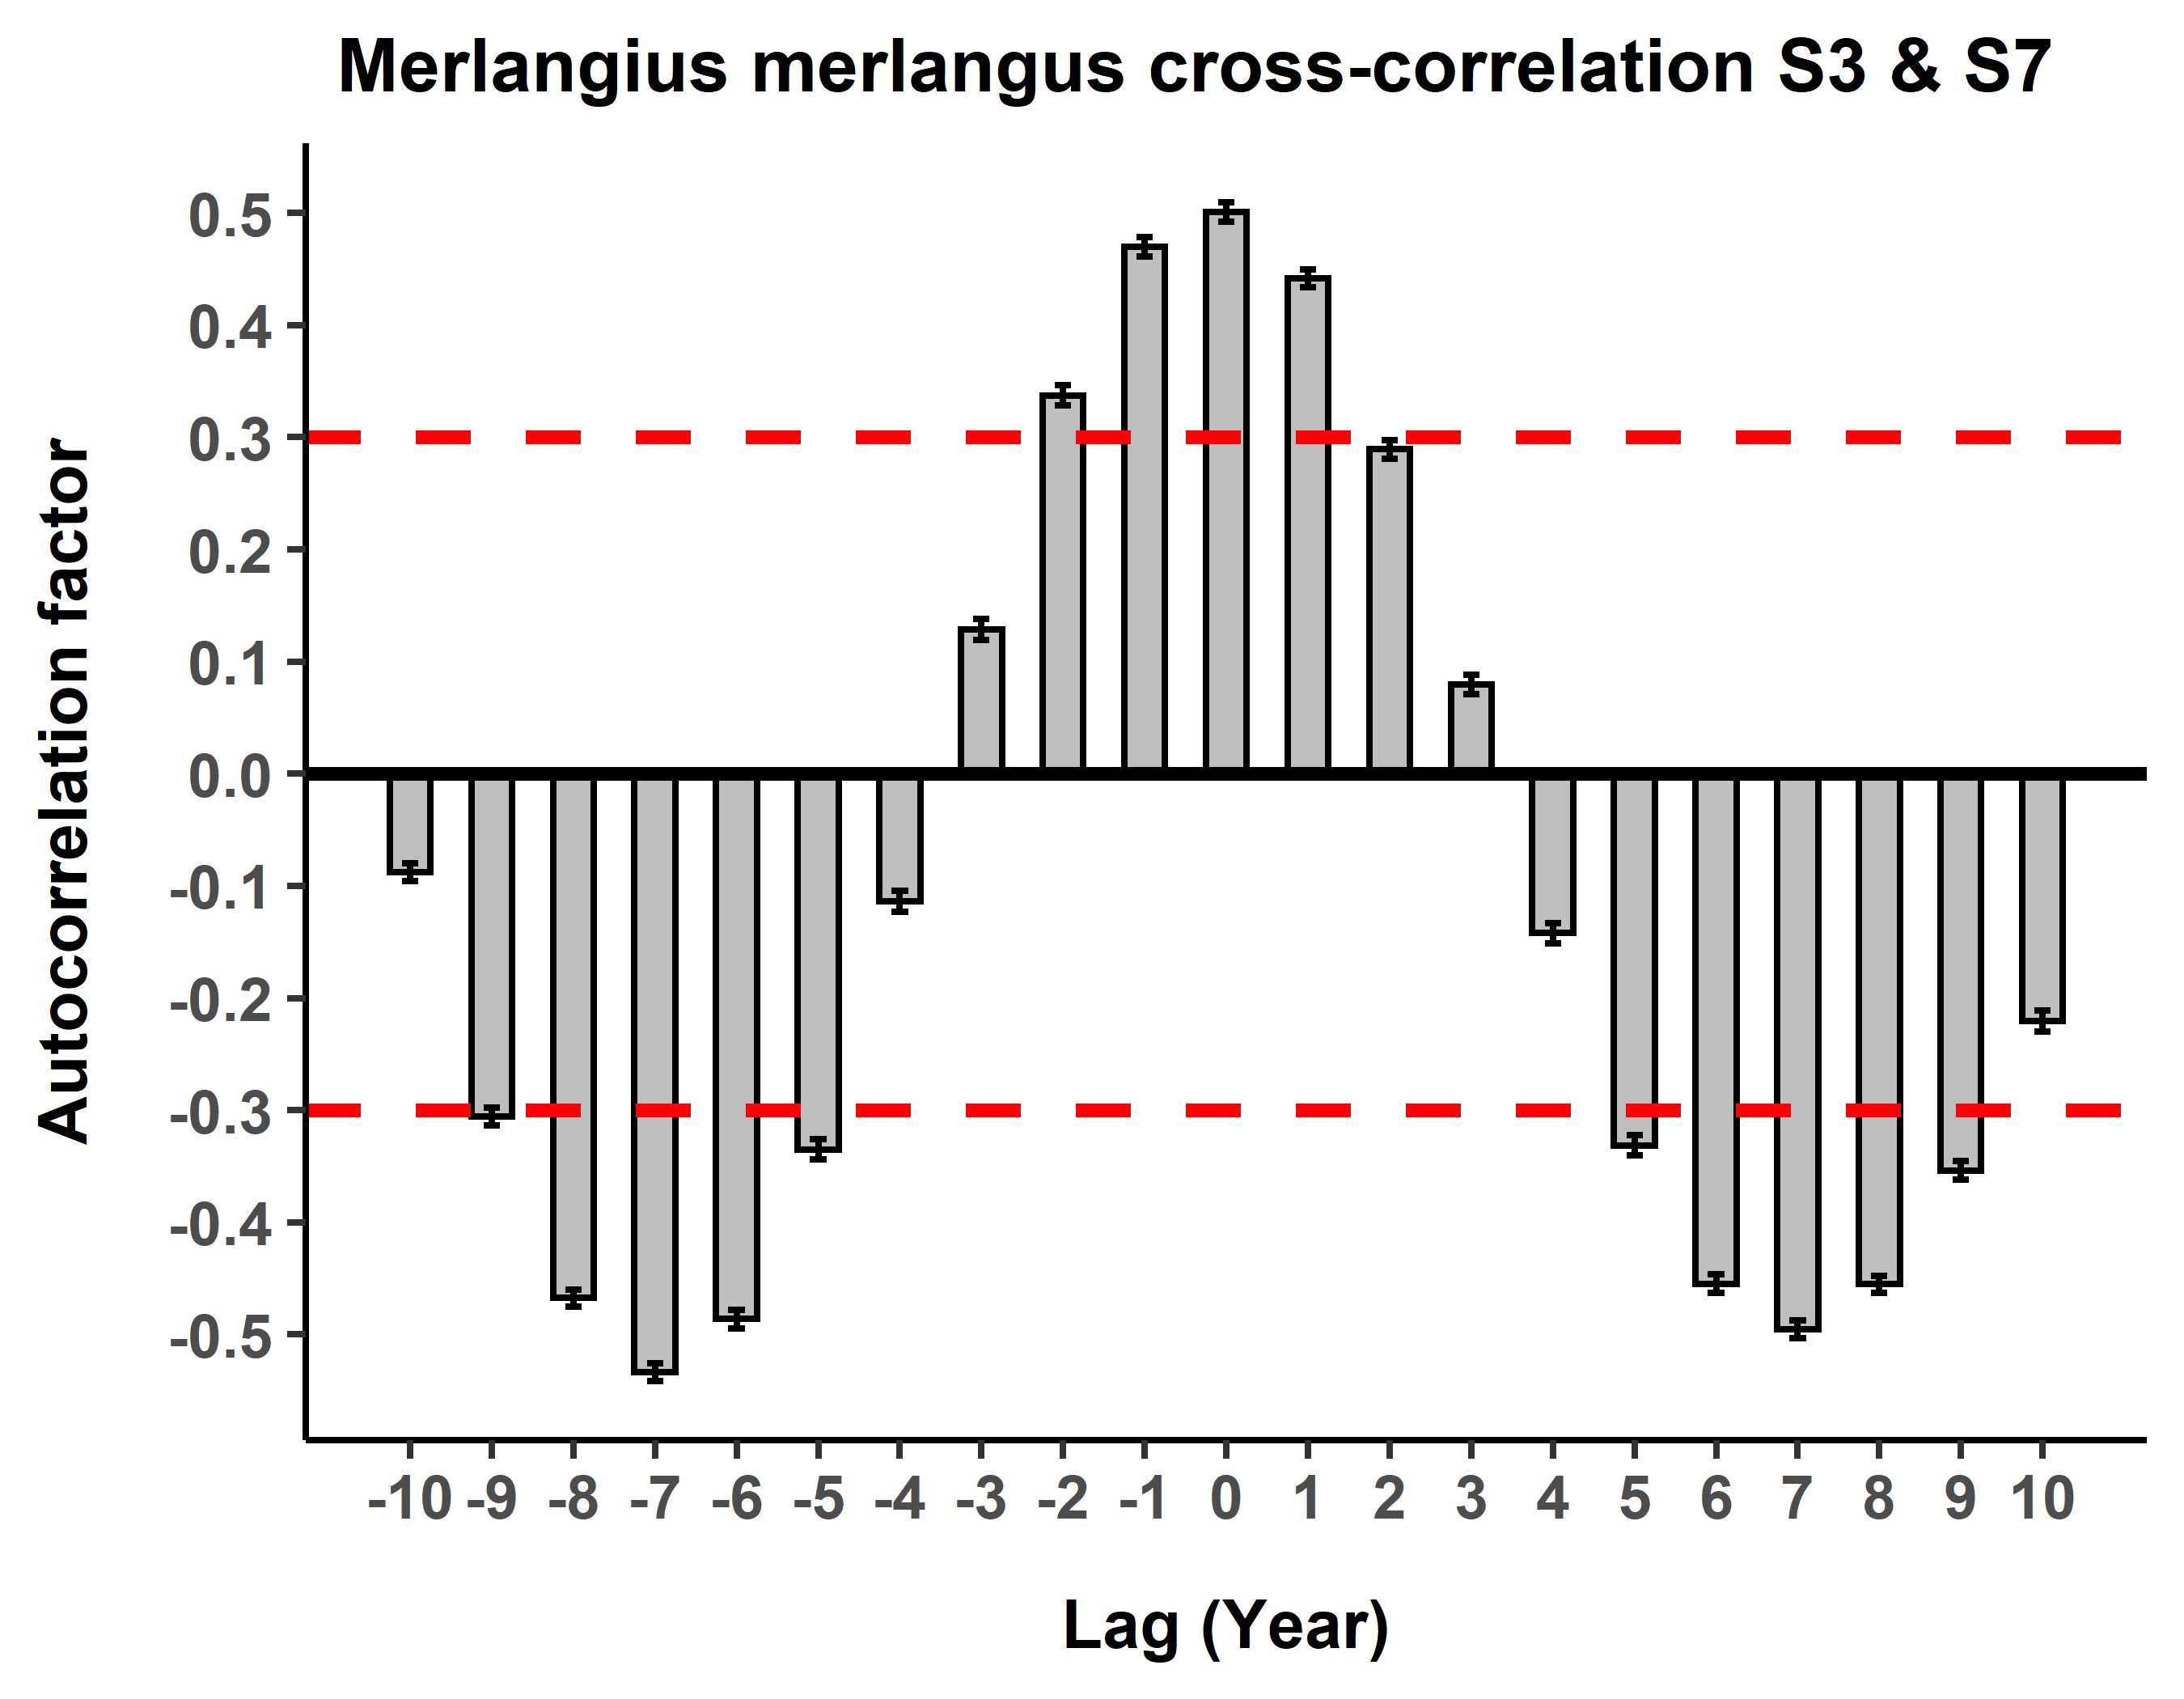 Merlangius merlangus cross-correlation S3 & S7
Autocorrelation factor
0.5
0.4
0.3
0.2
0.1
0.0
-0.1
-0.2
-0.3
-0.4
-0.5
-10 -9 -8 -7 -6 -5 -4 -3 -2 -1 0 1 2 3 4 5 6 7 8 9 10
Lag (Year)